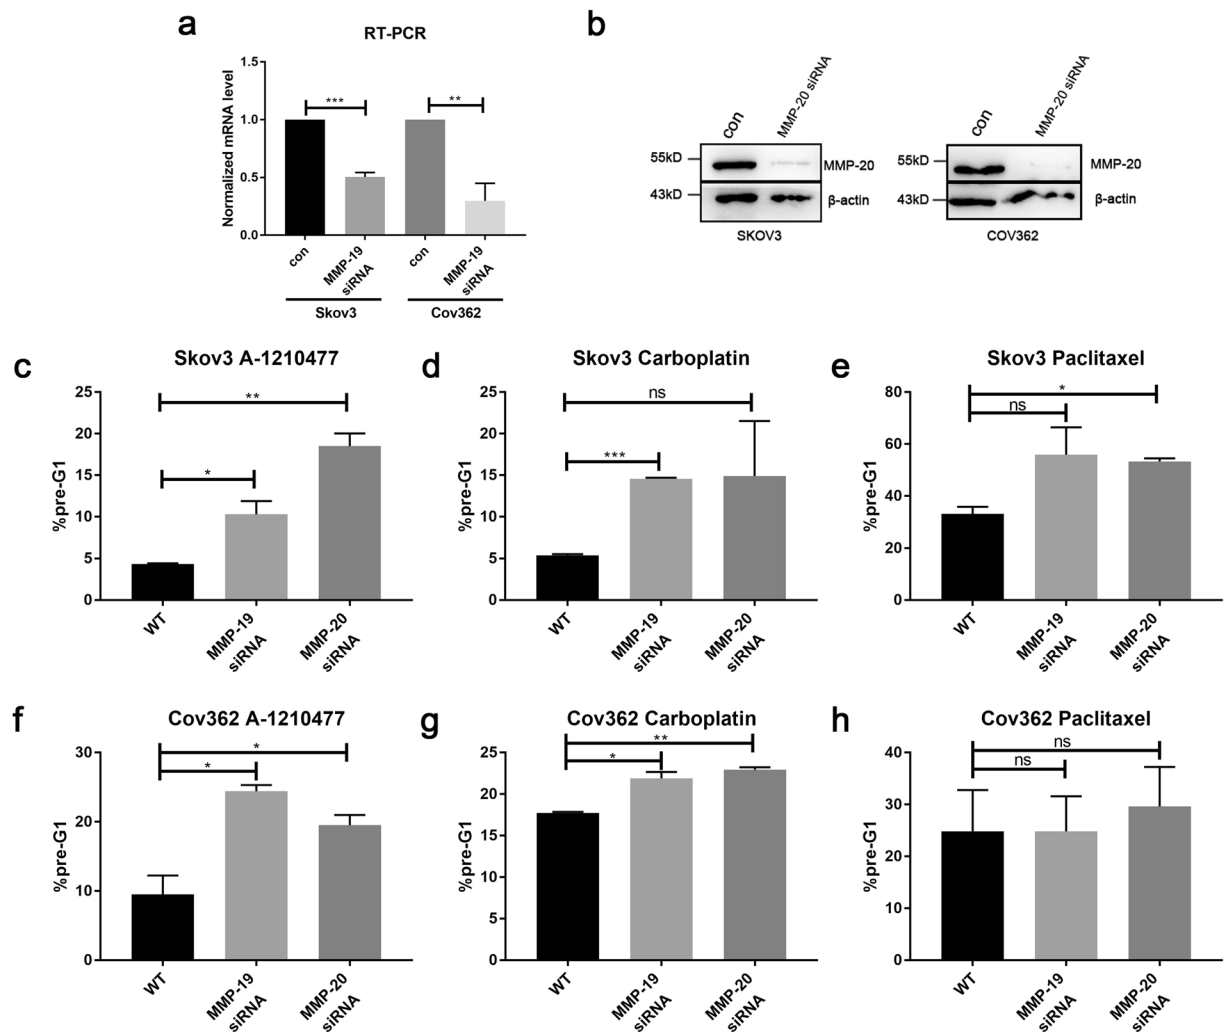 a
RT-PCR
Normalized mRNA level
1.5
1.0
0.5
0.0
***
**
con
MMP-19
siRNA
con
MMP-19
siRNA
Skov3
Cov362
b
con
MMP-20 siRNA
55kD
MMP-20
43kD
β-actin
SKOV3
con
MMP-20 siRNA
55kD
MMP-20
43kD
β-actin
COV362
c
Skov3 A-1210477
%pre-G1
25
20
15
10
5
0
**
*
WT
MMP-19
siRNA
MMP-20
siRNA
d
Skov3 Carboplatin
%pre-G1
25
20
15
10
5
0
ns
***
WT
MMP-19
siRNA
MMP-20
siRNA
e
Skov3 Paclitaxel
%pre-G1
80
60
40
20
0
*
ns
WT
MMP-19
siRNA
MMP-20
siRNA
f
Cov362 A-1210477
%pre-G1
30
20
10
0
*
*
WT
MMP-19
siRNA
MMP-20
siRNA
g
Cov362 Carboplatin
%pre-G1
25
20
15
10
5
0
**
*
WT
MMP-19
siRNA
MMP-20
siRNA
h
Cov362 Paclitaxel
%pre-G1
40
30
20
10
0
ns
ns
WT
MMP-19
siRNA
MMP-20
siRNA